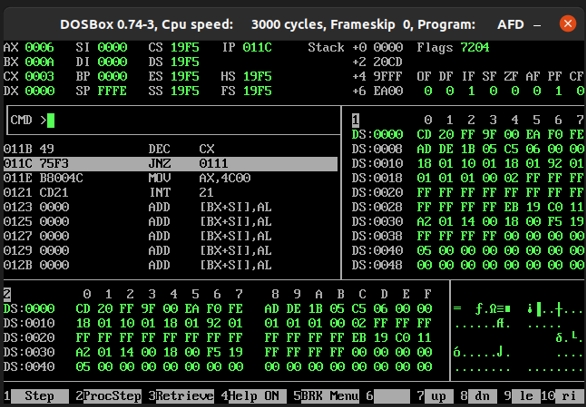 DOSBox 0.74-3, Cpu speed: 3000 cycles, Frameskip 0, Program: AFD
AX 0006 SI 0000 CS 19F5 IP 011C Stack +0 0000 Flags 7204
BX 000A DI 0000 DS 19F5 +2 20CD
CX 0003 BP 0000 ES 19F5 HS 19F5 +4 9FFF OF DF IF SF ZF AF PF CF
DX 0000 SP FFFE SS 19F5 FS 19F5 +6 EA00 0 0 1 0 0 0 1 0
CMD >
1 0 1 2 3 4 5 6 7
DS:0000 CD 20 FF 9F 00 EA F0 FE
DS:0008 AD DE 1B 05 C5 06 00 00
DS:0010 18 01 10 01 18 01 92 01
DS:0018 01 01 01 00 02 FF FF FF
DS:0020 FF FF FF FF FF FF FF FF
DS:0028 FF FF FF FF EB 19 C0 11
DS:0030 A2 01 14 00 18 00 F5 19
DS:0038 FF FF FF FF 00 00 00 00
DS:0040 05 00 00 00 00 00 00 00
DS:0048 00 00 00 00 00 00 00 00
011B 49 DEC CX
011C 75F3 JNZ 0111
011E B8004C MOV AX,4C00
0121 CD21 INT 21
0123 0000 ADD [BX+SI],AL
0125 0000 ADD [BX+SI],AL
0127 0000 ADD [BX+SI],AL
0129 0000 ADD [BX+SI],AL
012B 0000 ADD [BX+SI],AL
2 0 1 2 3 4 5 6 7 8 9 A B C D E F
DS:0000 CD 20 FF 9F 00 EA F0 FE AD DE 1B 05 C5 06 00 00
DS:0010 18 01 10 01 18 01 92 01 01 01 01 00 02 FF FF FF
DS:0020 FF FF FF FF FF FF FF FF FF FF FF FF EB 19 C0 11
DS:0030 A2 01 14 00 18 00 F5 19 FF FF FF FF 00 00 00 00
DS:0040 05 00 00 00 00 00 00 00 00 00 00 00 00 00 00 00
1 Step 2ProcStep 3Retrieve 4Help ON 5BRK Menu 6 7 up 8 dn 9 le 10 ri